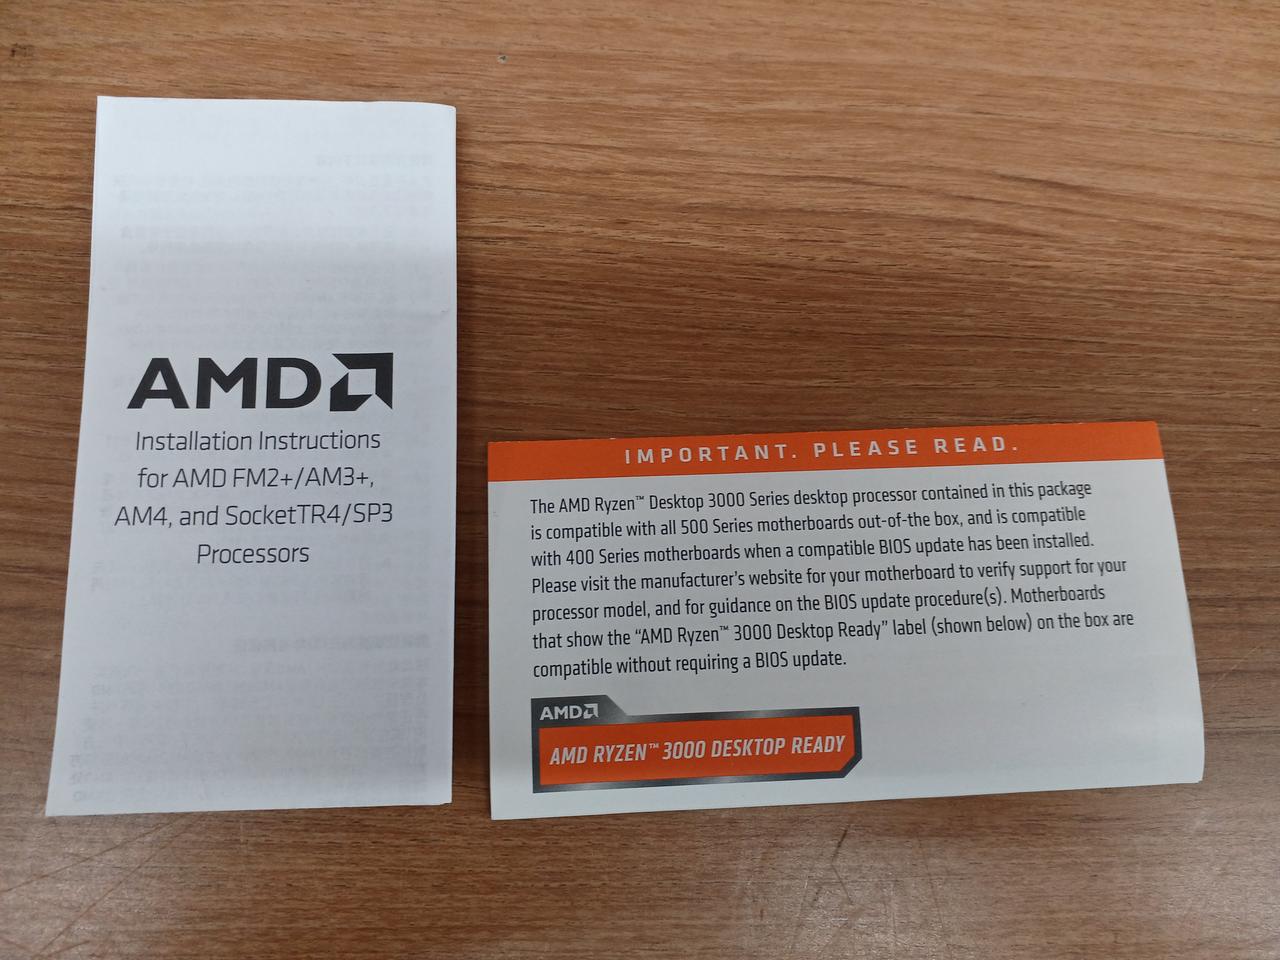 AMD
Installation Instructions
for AMD FM2+/AM3+,
AM4, and SocketTR4/SP3
Processors
IMPORTANT. PLEASE READ.
The AMD Ryzen™ Desktop 3000 Series desktop processor contained in this package
is compatible with all 500 Series motherboards out-of-the box, and is compatible
with 400 Series motherboards when a compatible BIOS update has been installed.
Please visit the manufacturer's website for your motherboard to verify support for your
processor model, and for guidance on the BIOS update procedure(s). Motherboards
that show the “AMD Ryzen™ 3000 Desktop Ready” label (shown below) on the box are
compatible without requiring a BIOS update.
AMD
AMD RYZEN™ 3000 DESKTOP READY